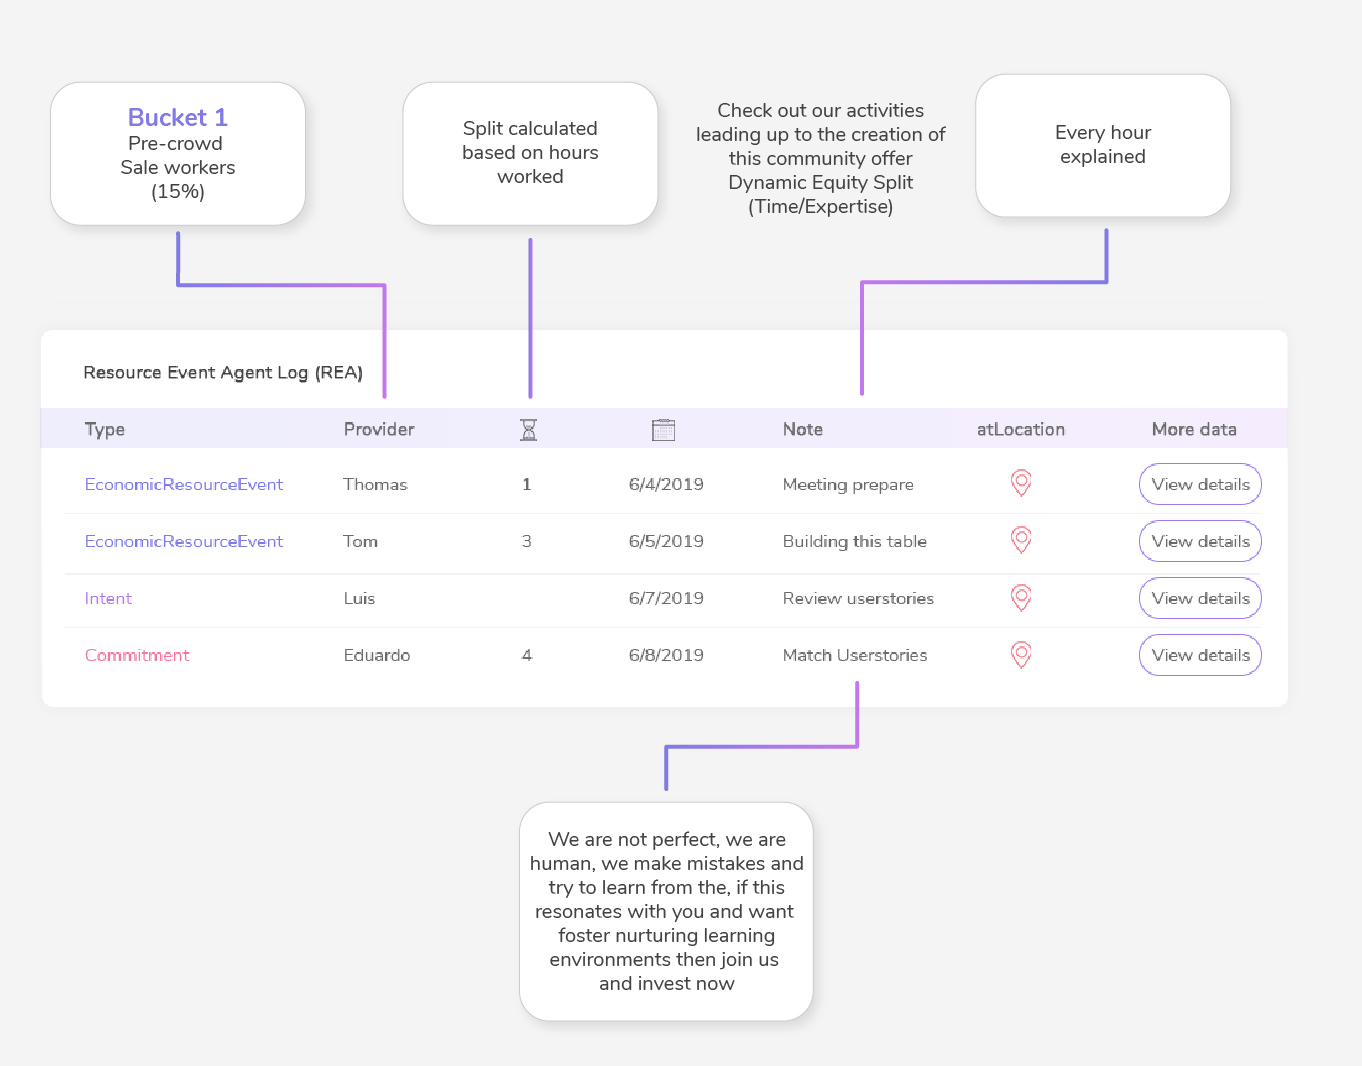 Bucket 1
Pre-crowd
Sale workers
(15%)
Split calculated
based on hours
worked
Check out our activities
leading up to the creation of
this community offer
Dynamic Equity Split
(Time/Expertise)
Every hour
explained
Resource Event Agent Log (REA)
Type Provider Note atLocation More data
EconomicResourceEvent Thomas 1 6/4/2019 Meeting prepare View details
EconomicResourceEvent Tom 3 6/5/2019 Building this table View details
Intent Luis 6/7/2019 Review userstories View details
Commitment Eduardo 4 6/8/2019 Match Userstories View details
We are not perfect, we are
human, we make mistakes and
try to learn from the, if this
resonates with you and want
foster nurturing learning
environments then join us
and invest now